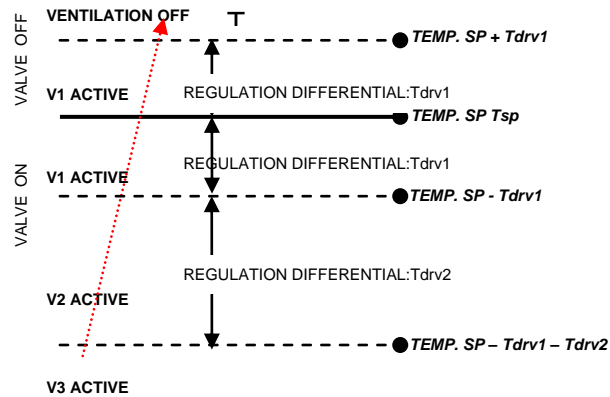 VENTILATION OFF
T
TEMP. SP + Tdrv1
VALVE OFF
V1 ACTIVE
REGULATION DIFFERENTIAL:Tdrv1
TEMP. SP Tsp
VALVE ON
V1 ACTIVE
REGULATION DIFFERENTIAL:Tdrv1
TEMP. SP - Tdrv1
REGULATION DIFFERENTIAL:Tdrv2
V2 ACTIVE
TEMP. SP – Tdrv1 – Tdrv2
V3 ACTIVE